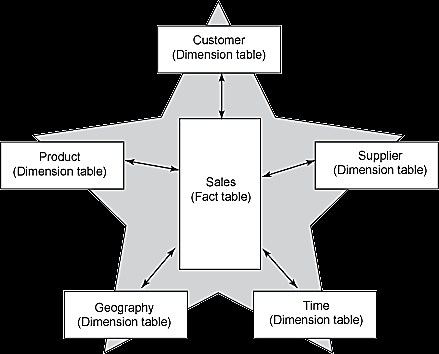 Customer
(Dimension table)
Product
(Dimension table)
Sales
(Fact table)
Supplier
(Dimension table)
Geography
(Dimension table)
Time
(Dimension table)